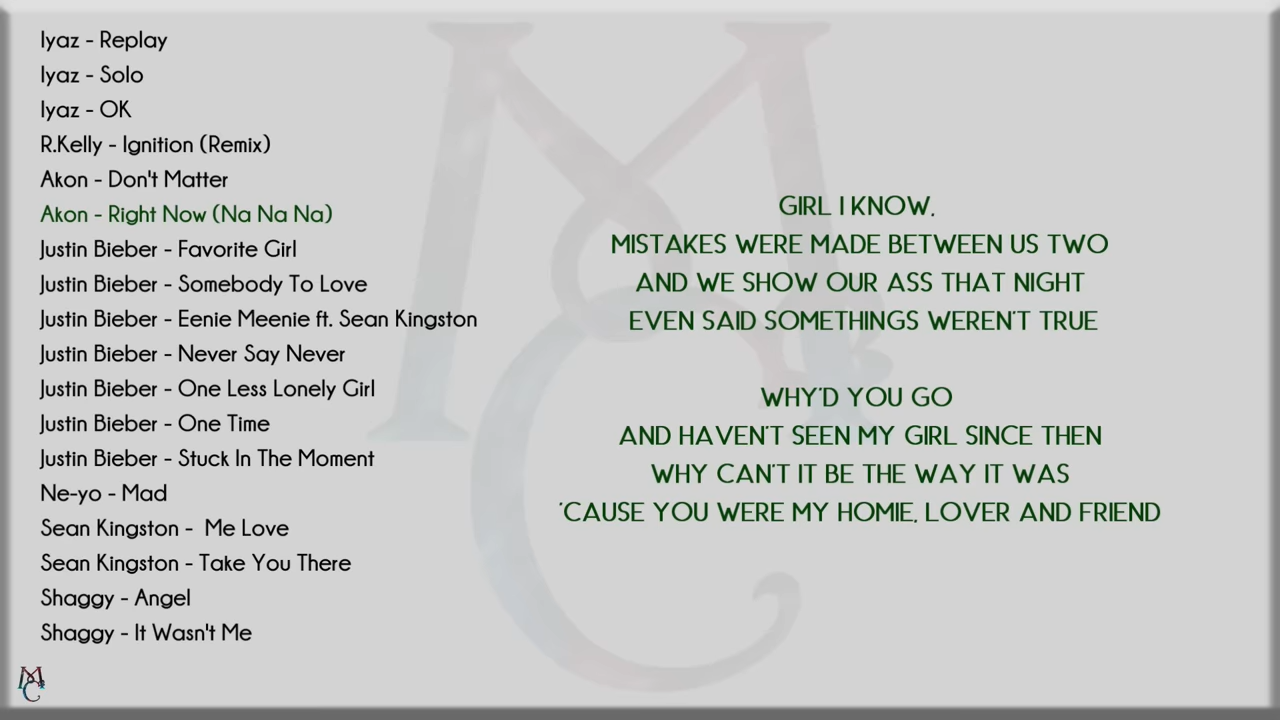 Iyaz - Replay
Iyaz - Solo
Iyaz - OK
R.Kelly - Ignition (Remix)
Akon - Don't Matter
Akon - Right Now (Na Na Na)
Justin Bieber - Favorite Girl
Justin Bieber - Somebody To Love
Justin Bieber - Eenie Meenie ft. Sean Kingston
Justin Bieber - Never Say Never
Justin Bieber - One Less Lonely Girl
Justin Bieber - One Time
Justin Bieber - Stuck In The Moment
Ne-yo - Mad
Sean Kingston -  Me Love
Sean Kingston - Take You There
Shaggy - Angel
Shaggy - It Wasn't Me
GIRL I KNOW,
MISTAKES WERE MADE BETWEEN US TWO
AND WE SHOW OUR ASS THAT NIGHT
EVEN SAID SOMETHINGS WEREN'T TRUE
WHY'D YOU GO
AND HAVEN'T SEEN MY GIRL SINCE THEN
WHY CAN'T IT BE THE WAY IT WAS
'CAUSE YOU WERE MY HOMIE, LOVER AND FRIEND
MC